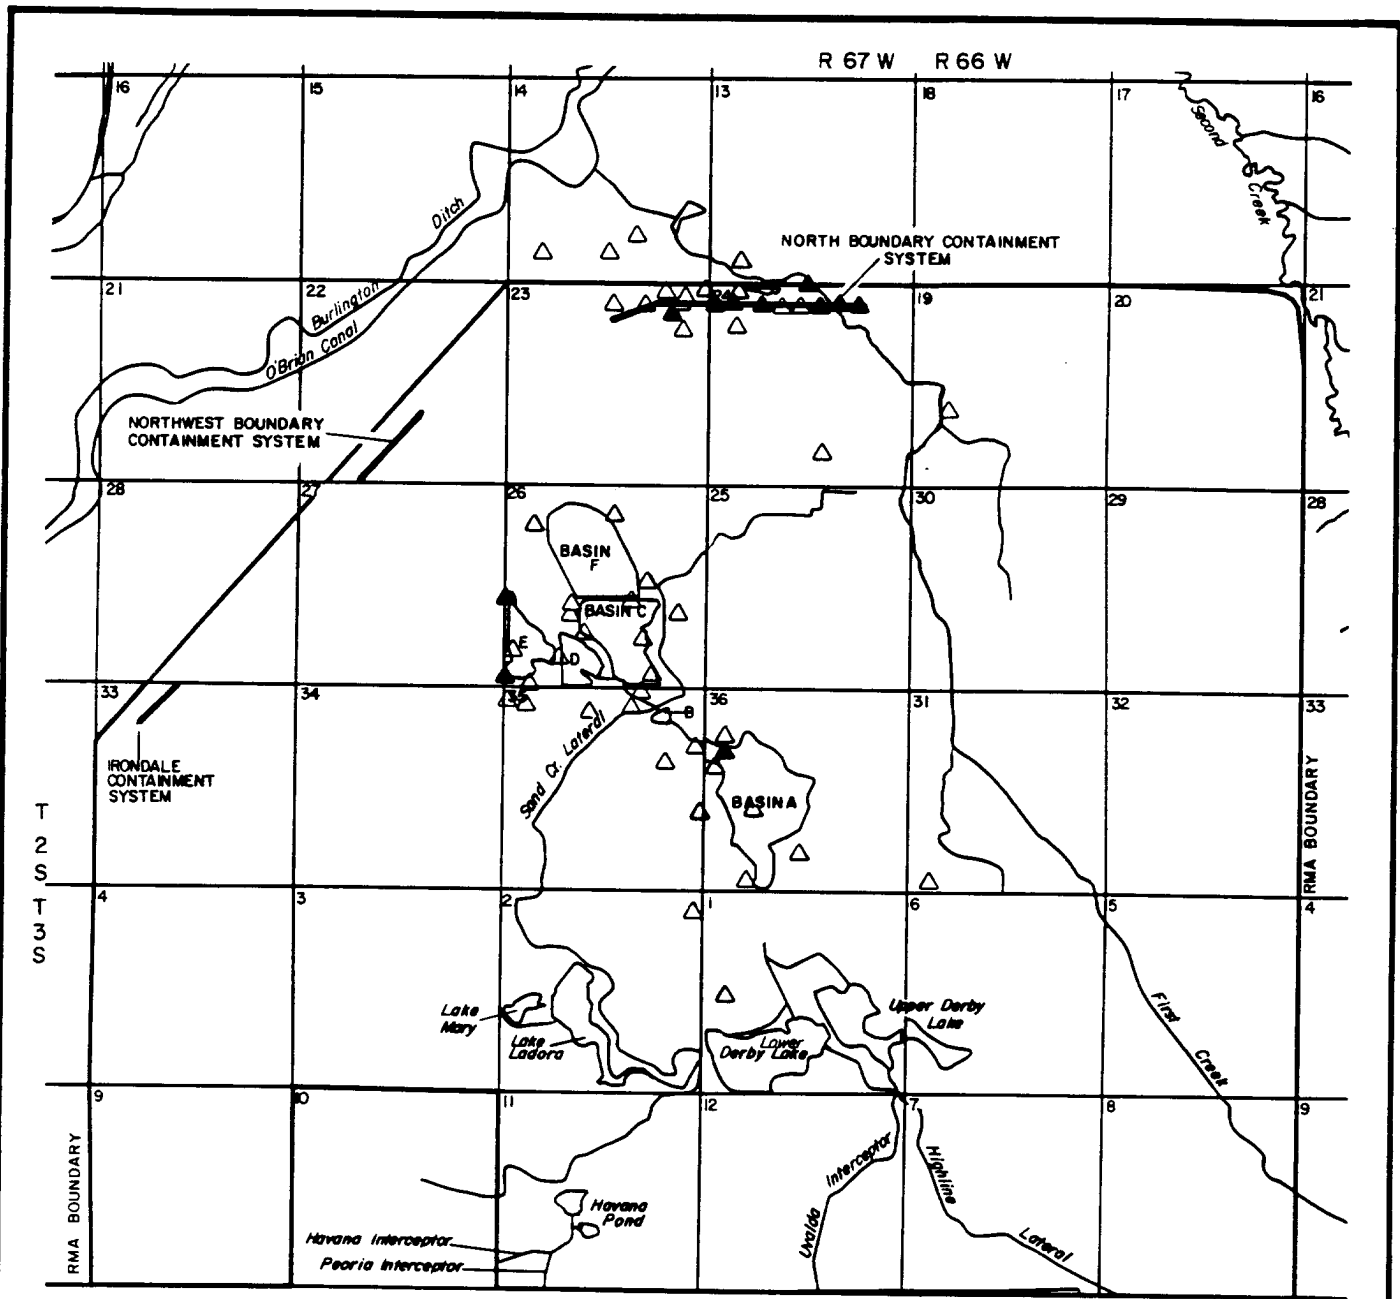 R 67 W R 66 W
16 15 14 13 18 17 16
Second
Creek
Ditch
NORTH BOUNDARY CONTAINMENT
SYSTEM
21 22 23 19 20 21
Burlington
O'Brian Canal
NORTHWEST BOUNDARY
CONTAINMENT SYSTEM
28 27 26 25 30 29 28
BASIN
F
BASIN C
E
D
33 34 35 36 31 32 33
B
Sand Cr. Lateral
IRONDALE
CONTAINMENT
SYSTEM
BASIN A
RMA BOUNDARY
T
2
S
T
3
S
4 3 2 1 6 5 4
Lake
Mary
Lake
Ladora
Lower
Derby Lake
Upper Derby
Lake
First
Creek
9 10 11 12 7 8 9
RMA BOUNDARY
Interceptor
Uvalda
Highline
Lateral
Havana
Pond
Havana Interceptor
Peoria Interceptor